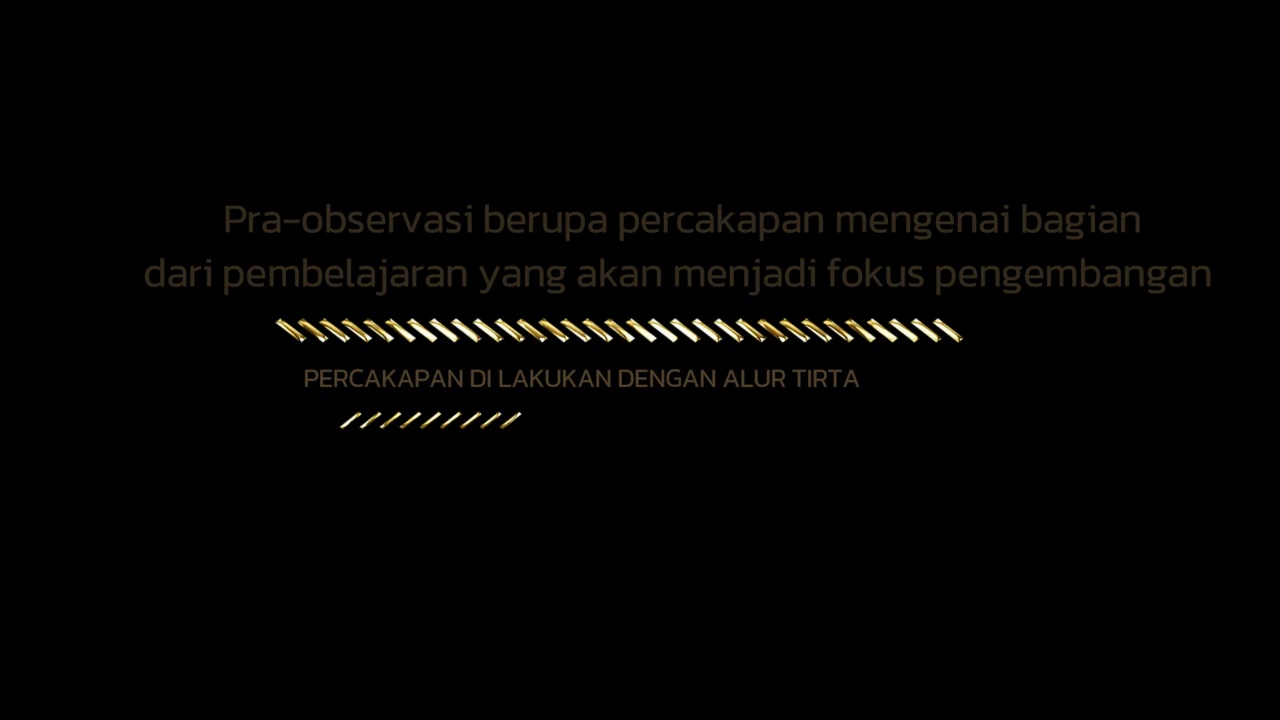 Pra-observasi berupa percakapan mengenai bagian
dari pembelajaran yang akan menjadi fokus pengembangan
PERCAKAPAN DI LAKUKAN DENGAN ALUR TIRTA